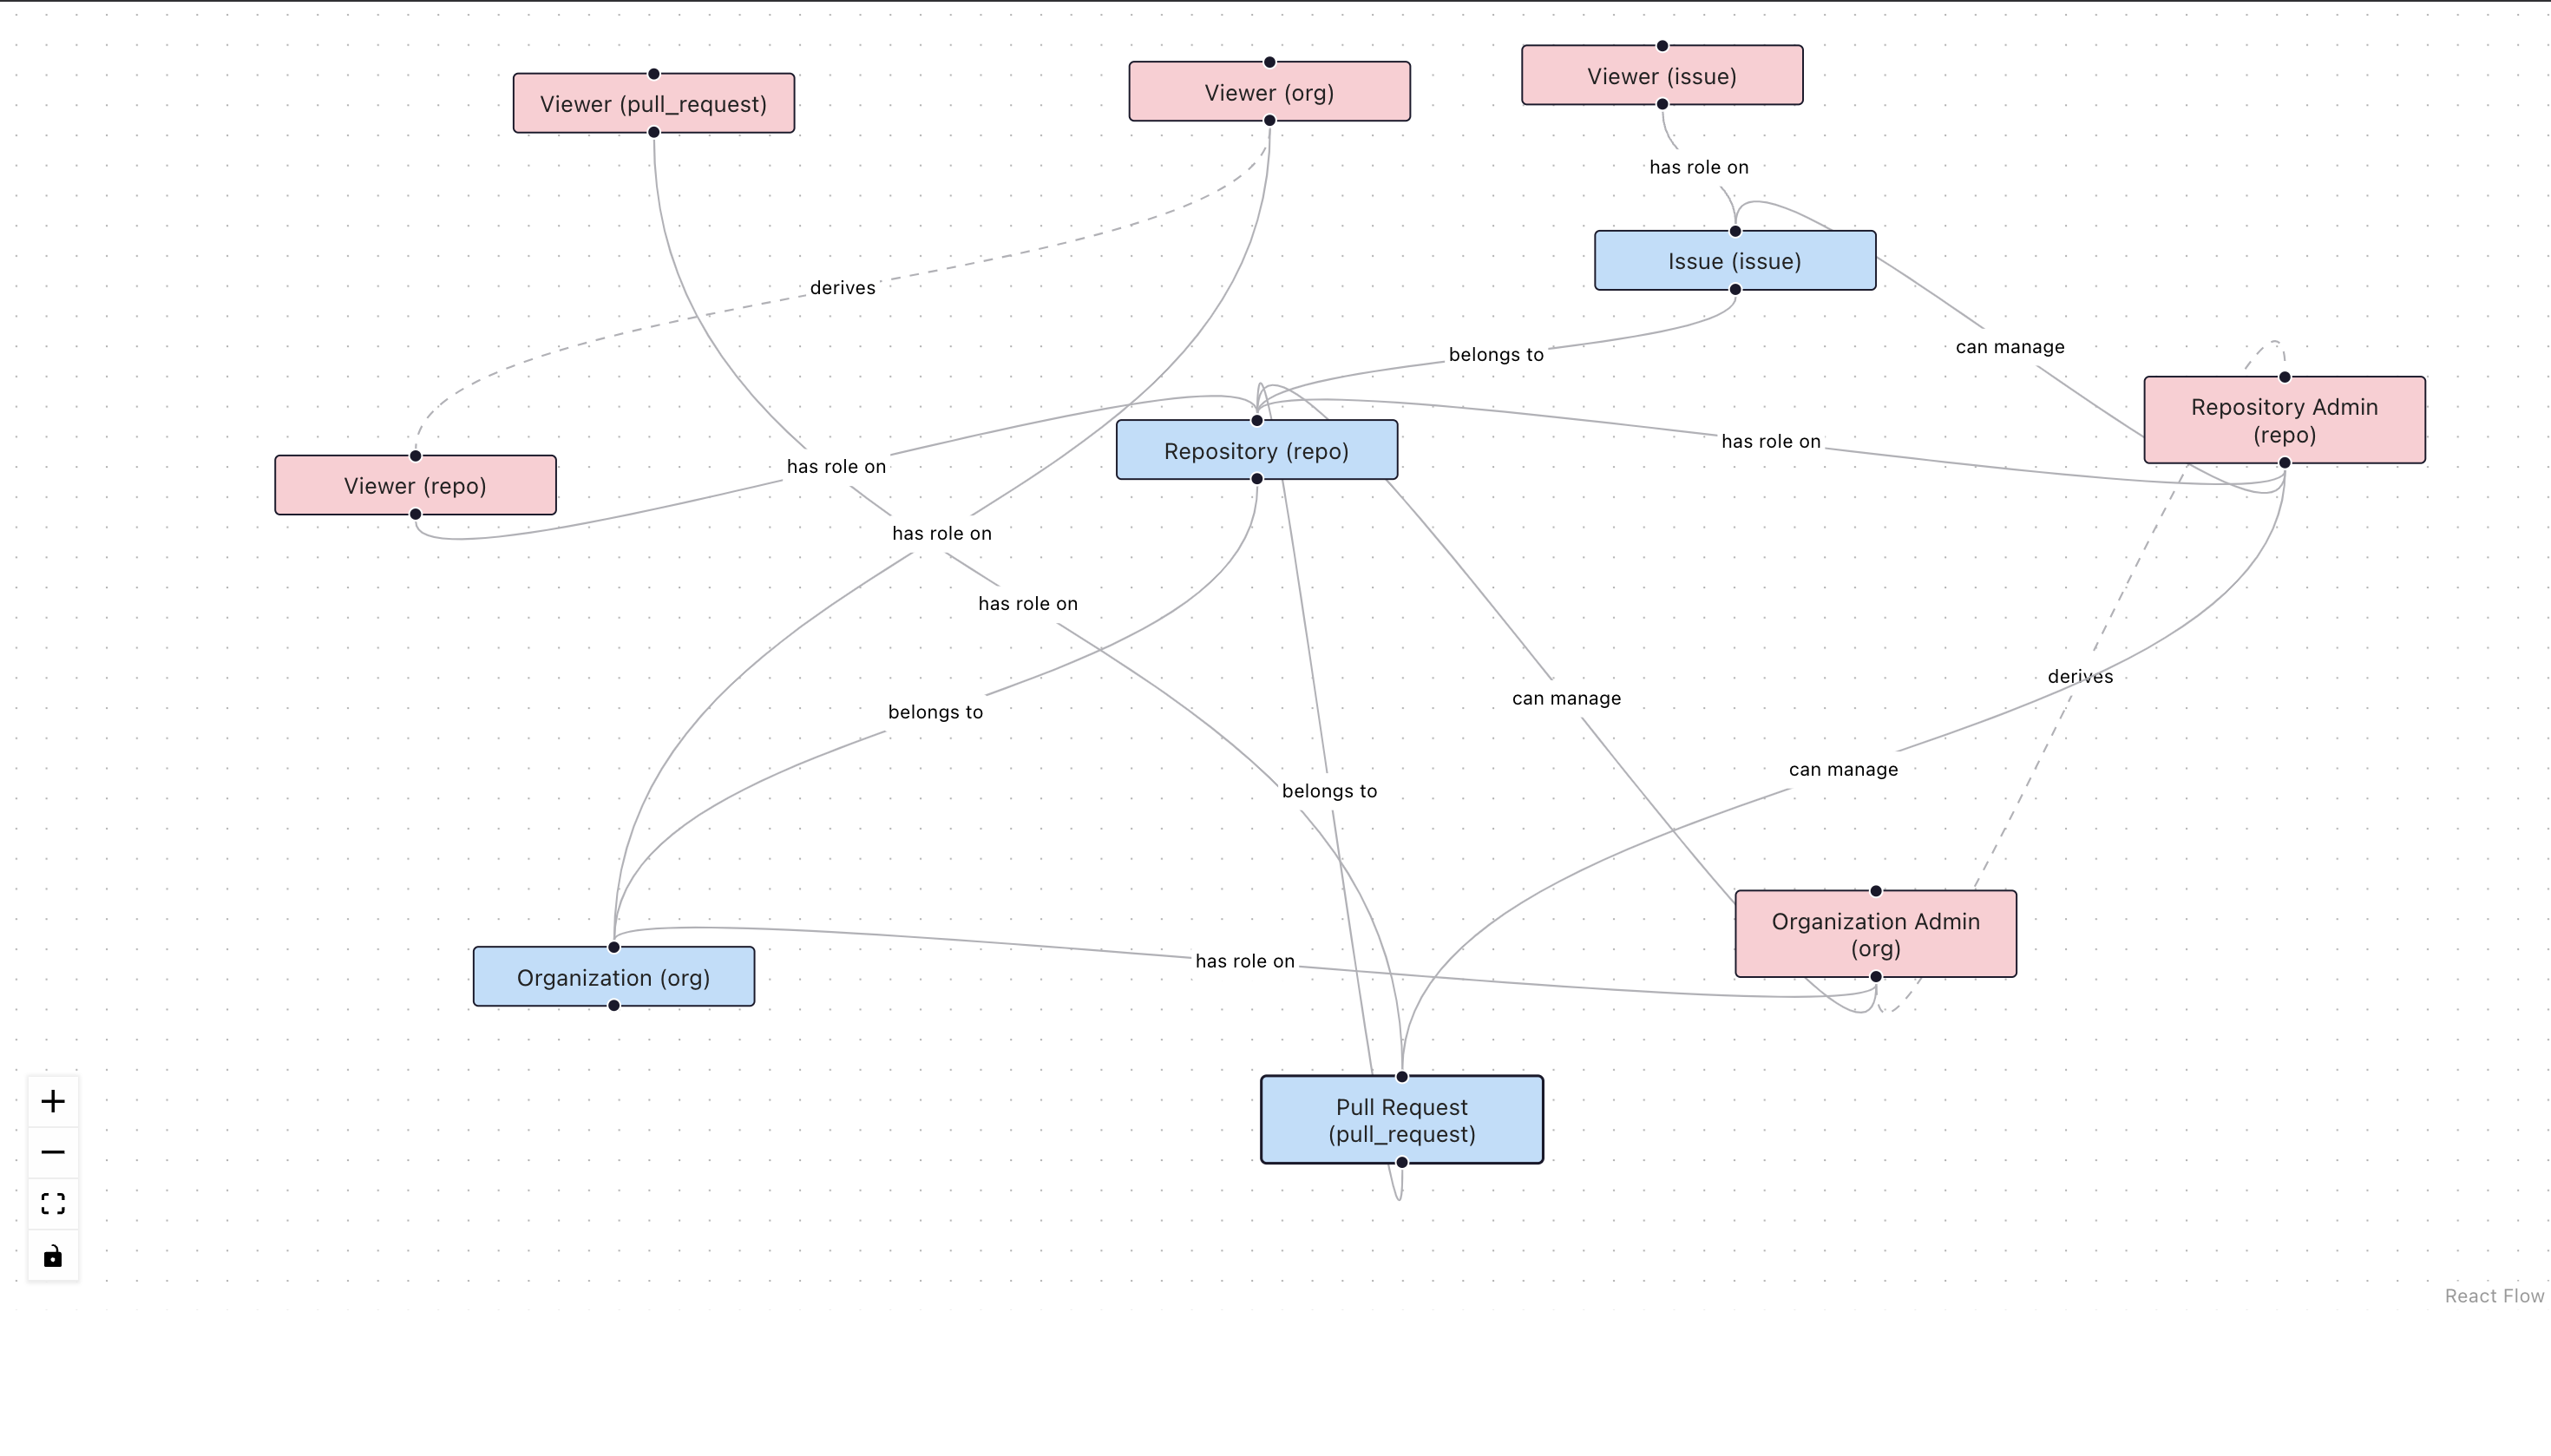 Viewer (pull_request)
Viewer (org)
Viewer (issue)
has role on
Issue (issue)
derives
belongs to
can manage
Repository Admin
(repo)
Repository (repo)
has role on
has role on
Viewer (repo)
has role on
has role on
derives
can manage
belongs to
can manage
belongs to
Organization Admin
(org)
has role on
Organization (org)
Pull Request
(pull_request)
React Flow